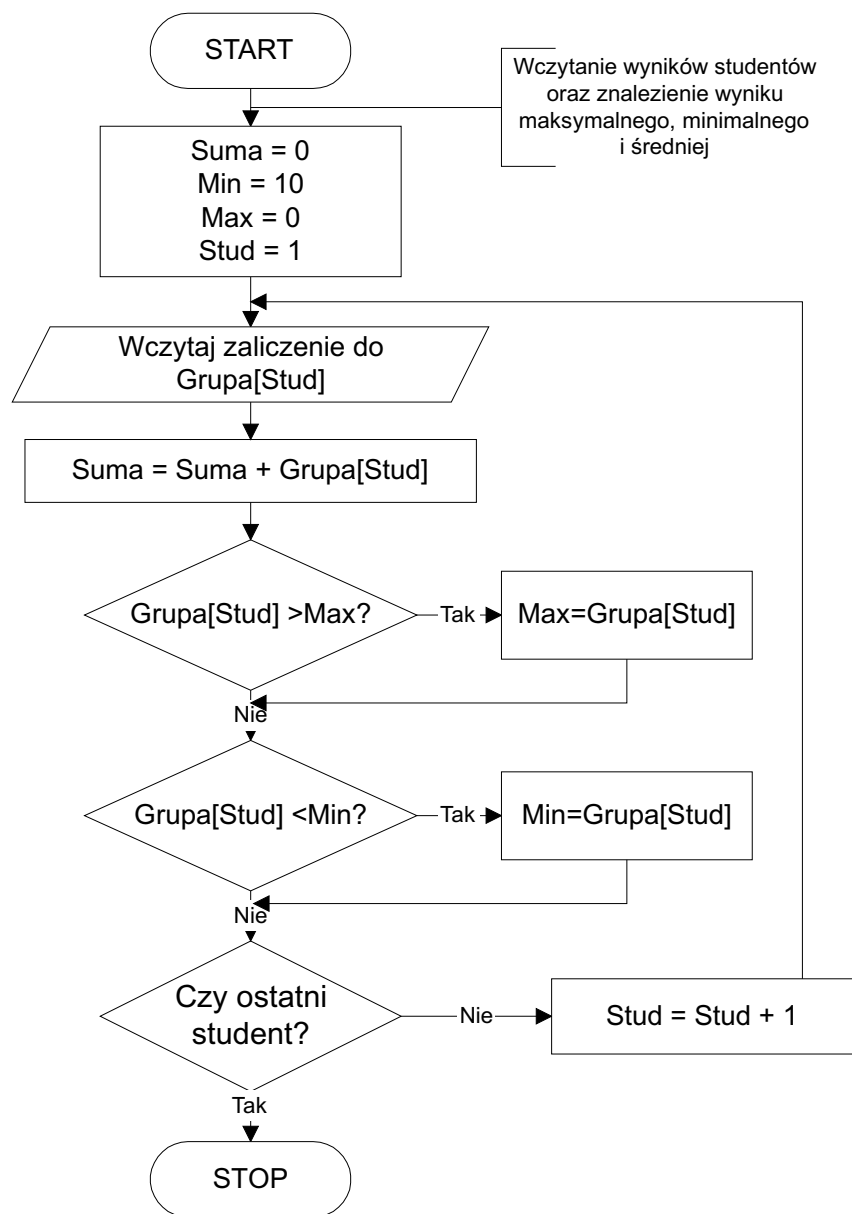 START
Wczytanie wyników studentów
oraz znalezienie wyniku
maksymalnego, minimalnego
i średniej
Suma = 0
Min = 10
Max = 0
Stud = 1
Wczytaj zaliczenie do
Grupa[Stud]
Suma = Suma + Grupa[Stud]
Grupa[Stud] >Max?
Tak
Max=Grupa[Stud]
Nie
Grupa[Stud] <Min?
Tak
Min=Grupa[Stud]
Nie
Czy ostatni
student?
Nie
Stud = Stud + 1
Tak
STOP